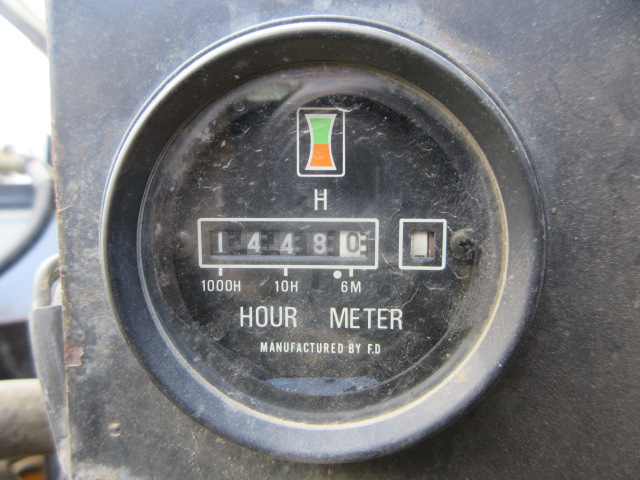 H
14480
1000H 10H 6M
HOUR METER
MANUFACTURED BY F.D